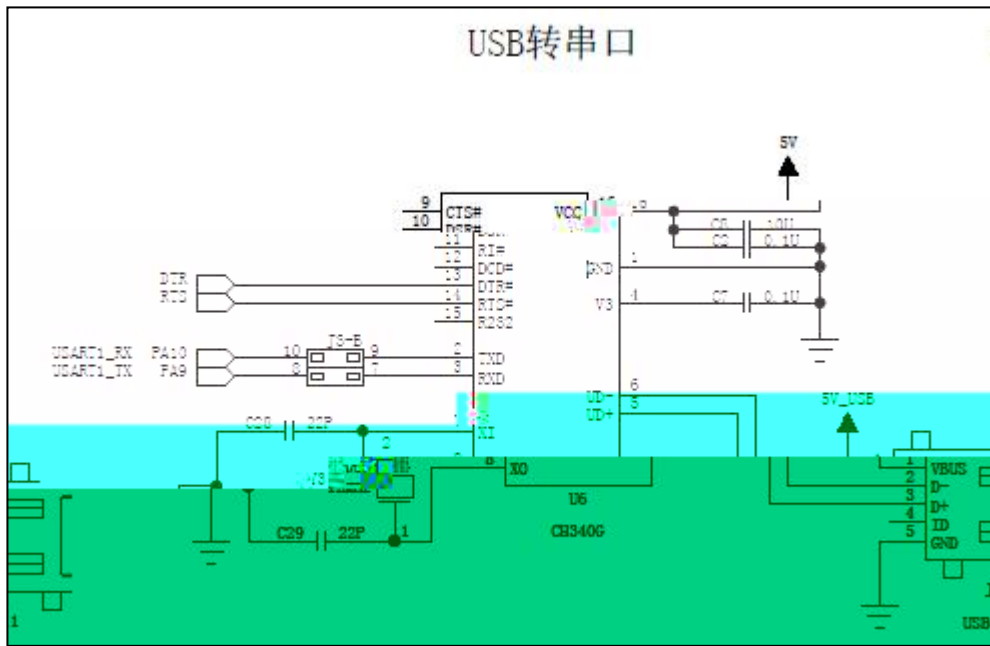 USB转串口
5V
9 CTS#
10 DSR#
VCC
C8 10U
C2 0.1U
11 RI#
12 DCD#
GND 1
DTR 13 DTR#
RTS 14 RTS#
V3 4 C7 0.1U
15 R232
J3-B
USART1_RX PA10 10 9 2 TXD
USART1_TX PA9 8 7 3 RXD
UD- 6
UD+ 5
5V_USB
C28 22P XI
2
8 XO
U6
CH340G
C29 22P 1
1 VBUS
2 D-
3 D+
4 ID
5 GND
1
USB